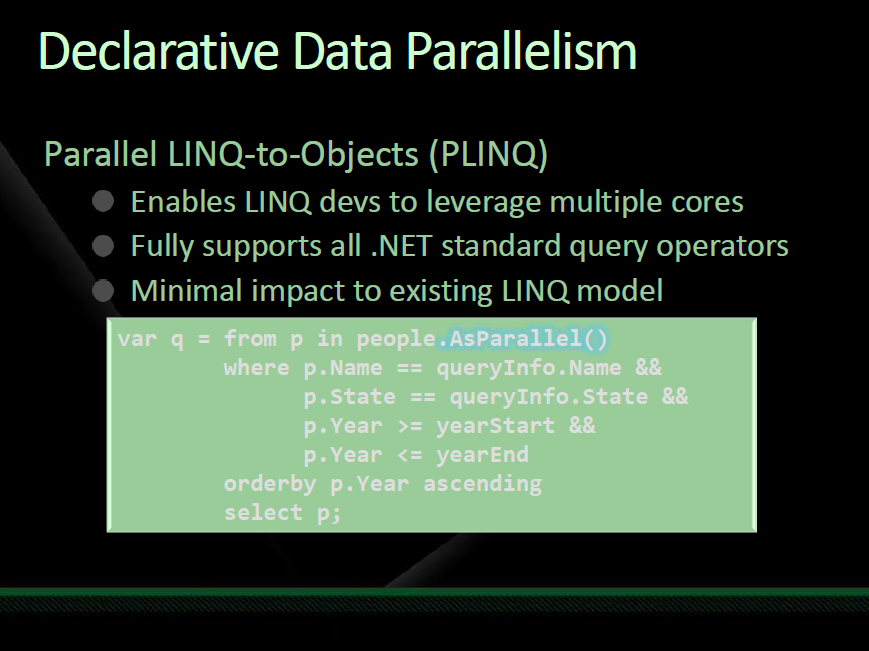 Declarative Data Parallelism
Parallel LINQ-to-Objects (PLINQ)
Enables LINQ devs to leverage multiple cores
Fully supports all .NET standard query operators
Minimal impact to existing LINQ model
var q = from p in people.AsParallel()
        where p.Name == queryInfo.Name &&
              p.State == queryInfo.State &&
              p.Year >= yearStart &&
              p.Year <= yearEnd
        orderby p.Year ascending
        select p;